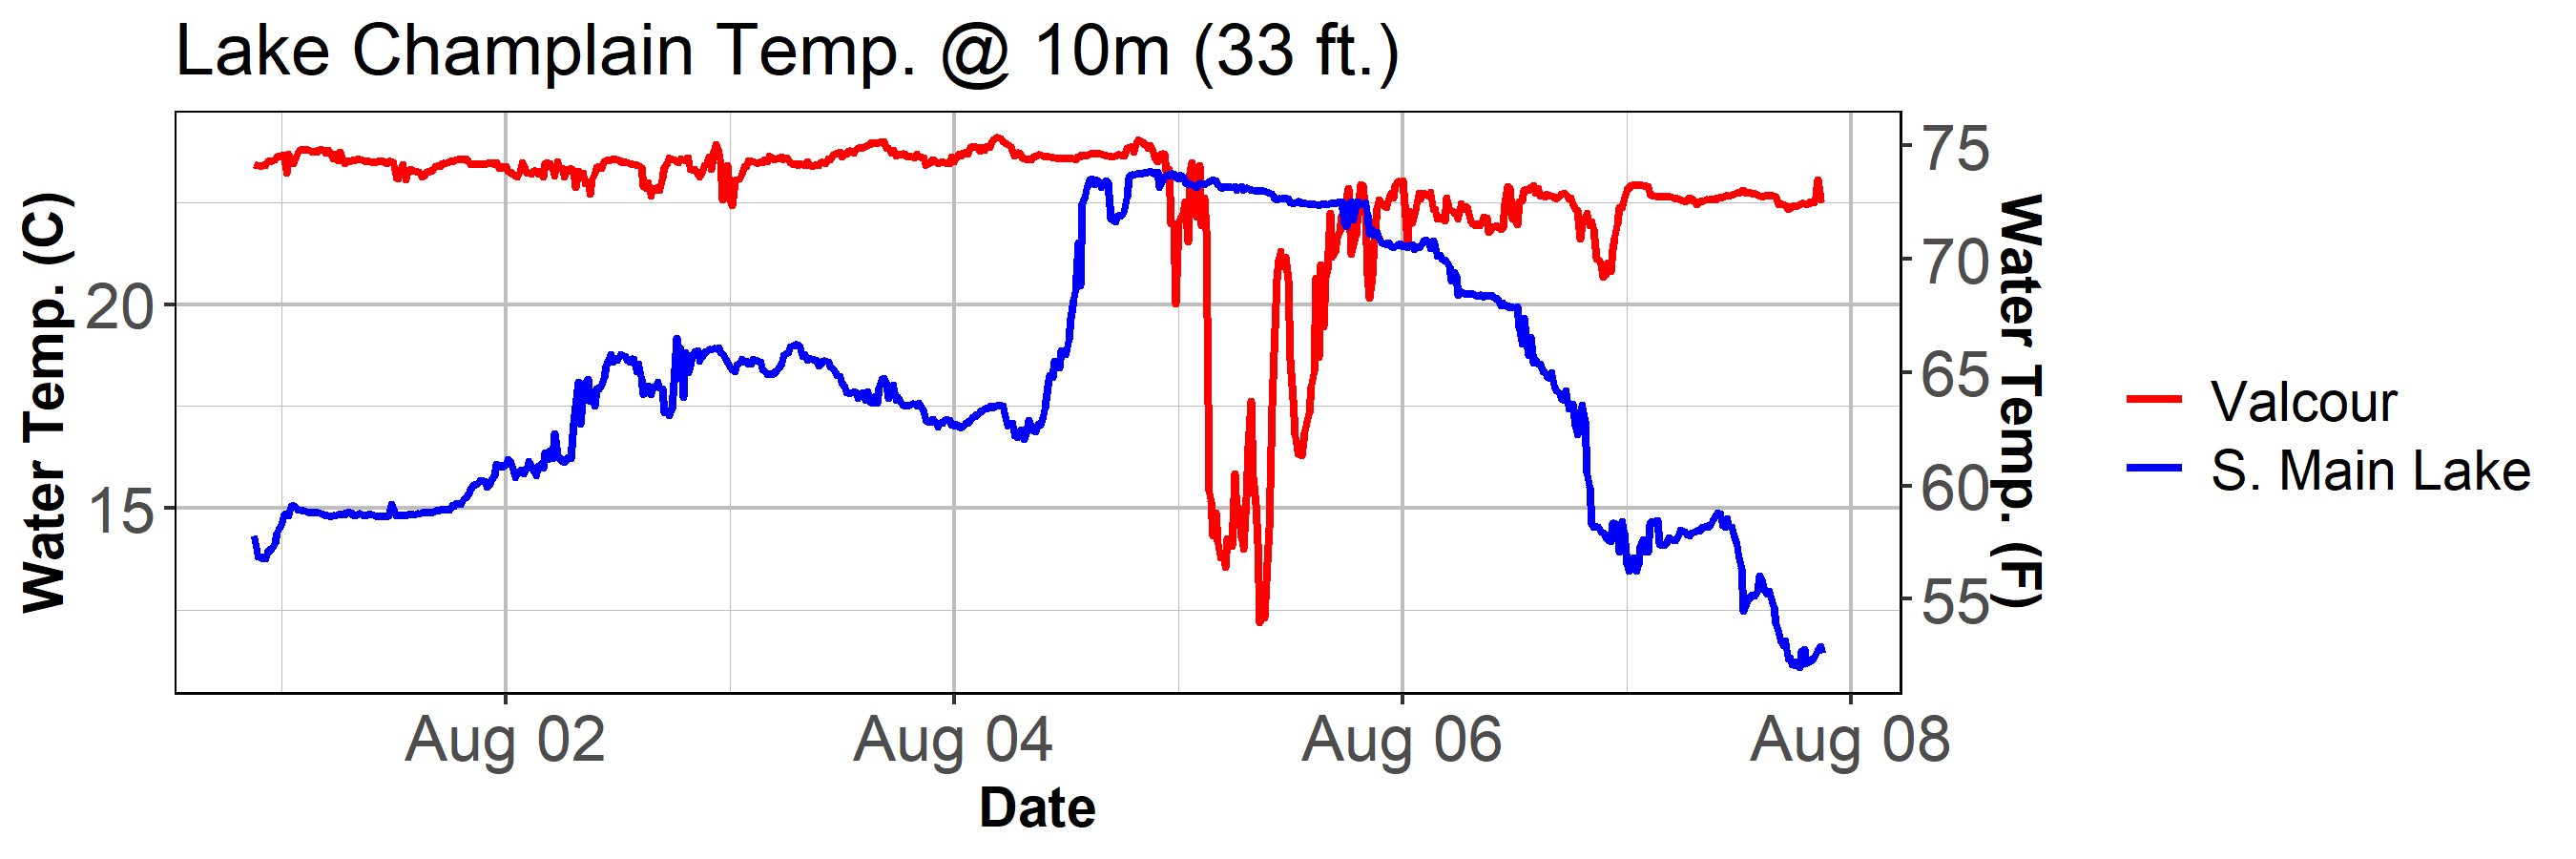 Lake Champlain Temp. @ 10m (33 ft.)
Water Temp. (C)
20
15
75
70
65
60
55
Water Temp. (F)
Valcour
S. Main Lake
Aug 02
Aug 04
Aug 06
Aug 08
Date